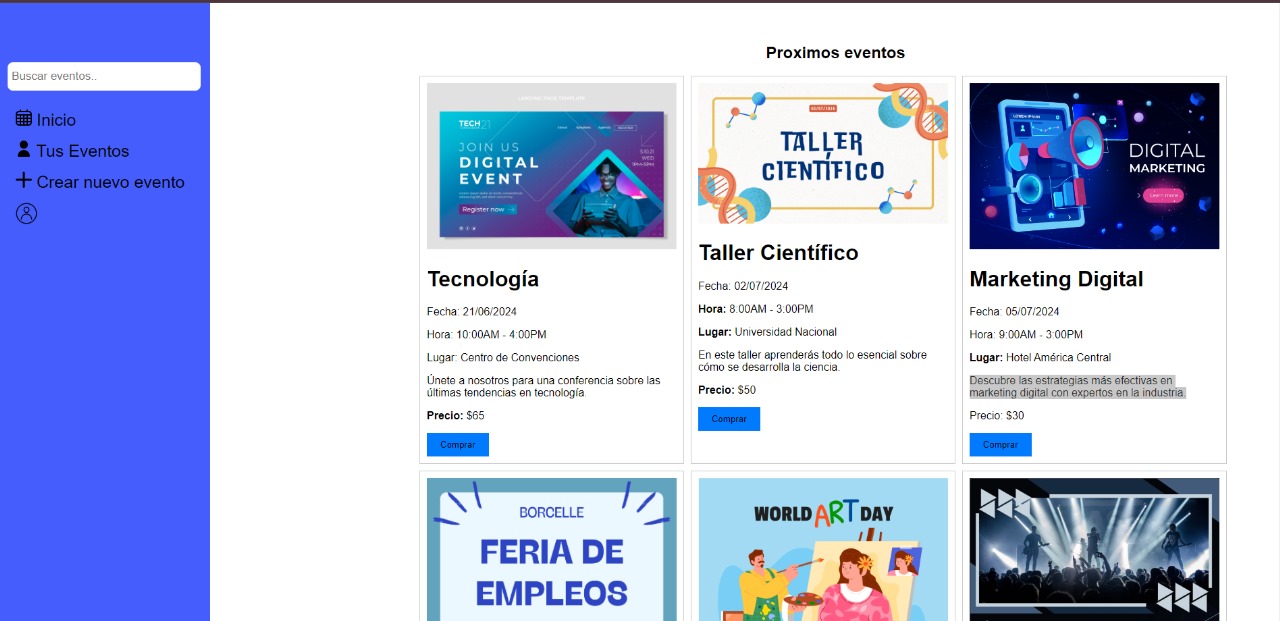 Proximos eventos
Buscar eventos..
Inicio
Tus Eventos
Crear nuevo evento
LANDING PAGE TEMPLATE
TECH21
JOIN US
DIGITAL
EVENT
Register now
5.10.21
WED
Tecnología
Fecha: 21/06/2024
Hora: 10:00AM - 4:00PM
Lugar: Centro de Convenciones
Únete a nosotros para una conferencia sobre las
últimas tendencias en tecnología.
Precio: $65
Comprar
02/07/2024
TALLER
CIENTÍFICO
Taller Científico
Fecha: 02/07/2024
Hora: 8:00AM - 3:00PM
Lugar: Universidad Nacional
En este taller aprenderás todo lo esencial sobre
cómo se desarrolla la ciencia.
Precio: $50
Comprar
LOREM IPSUM
DIGITAL
MARKETING
Learn more
Marketing Digital
Fecha: 05/07/2024
Hora: 9:00AM - 3:00PM
Lugar: Hotel América Central
Descubre las estrategias más efectivas en
marketing digital con expertos en la industria.
Precio: $30
Comprar
BORCELLE
FERIA DE
EMPLEOS
WORLD ART DAY